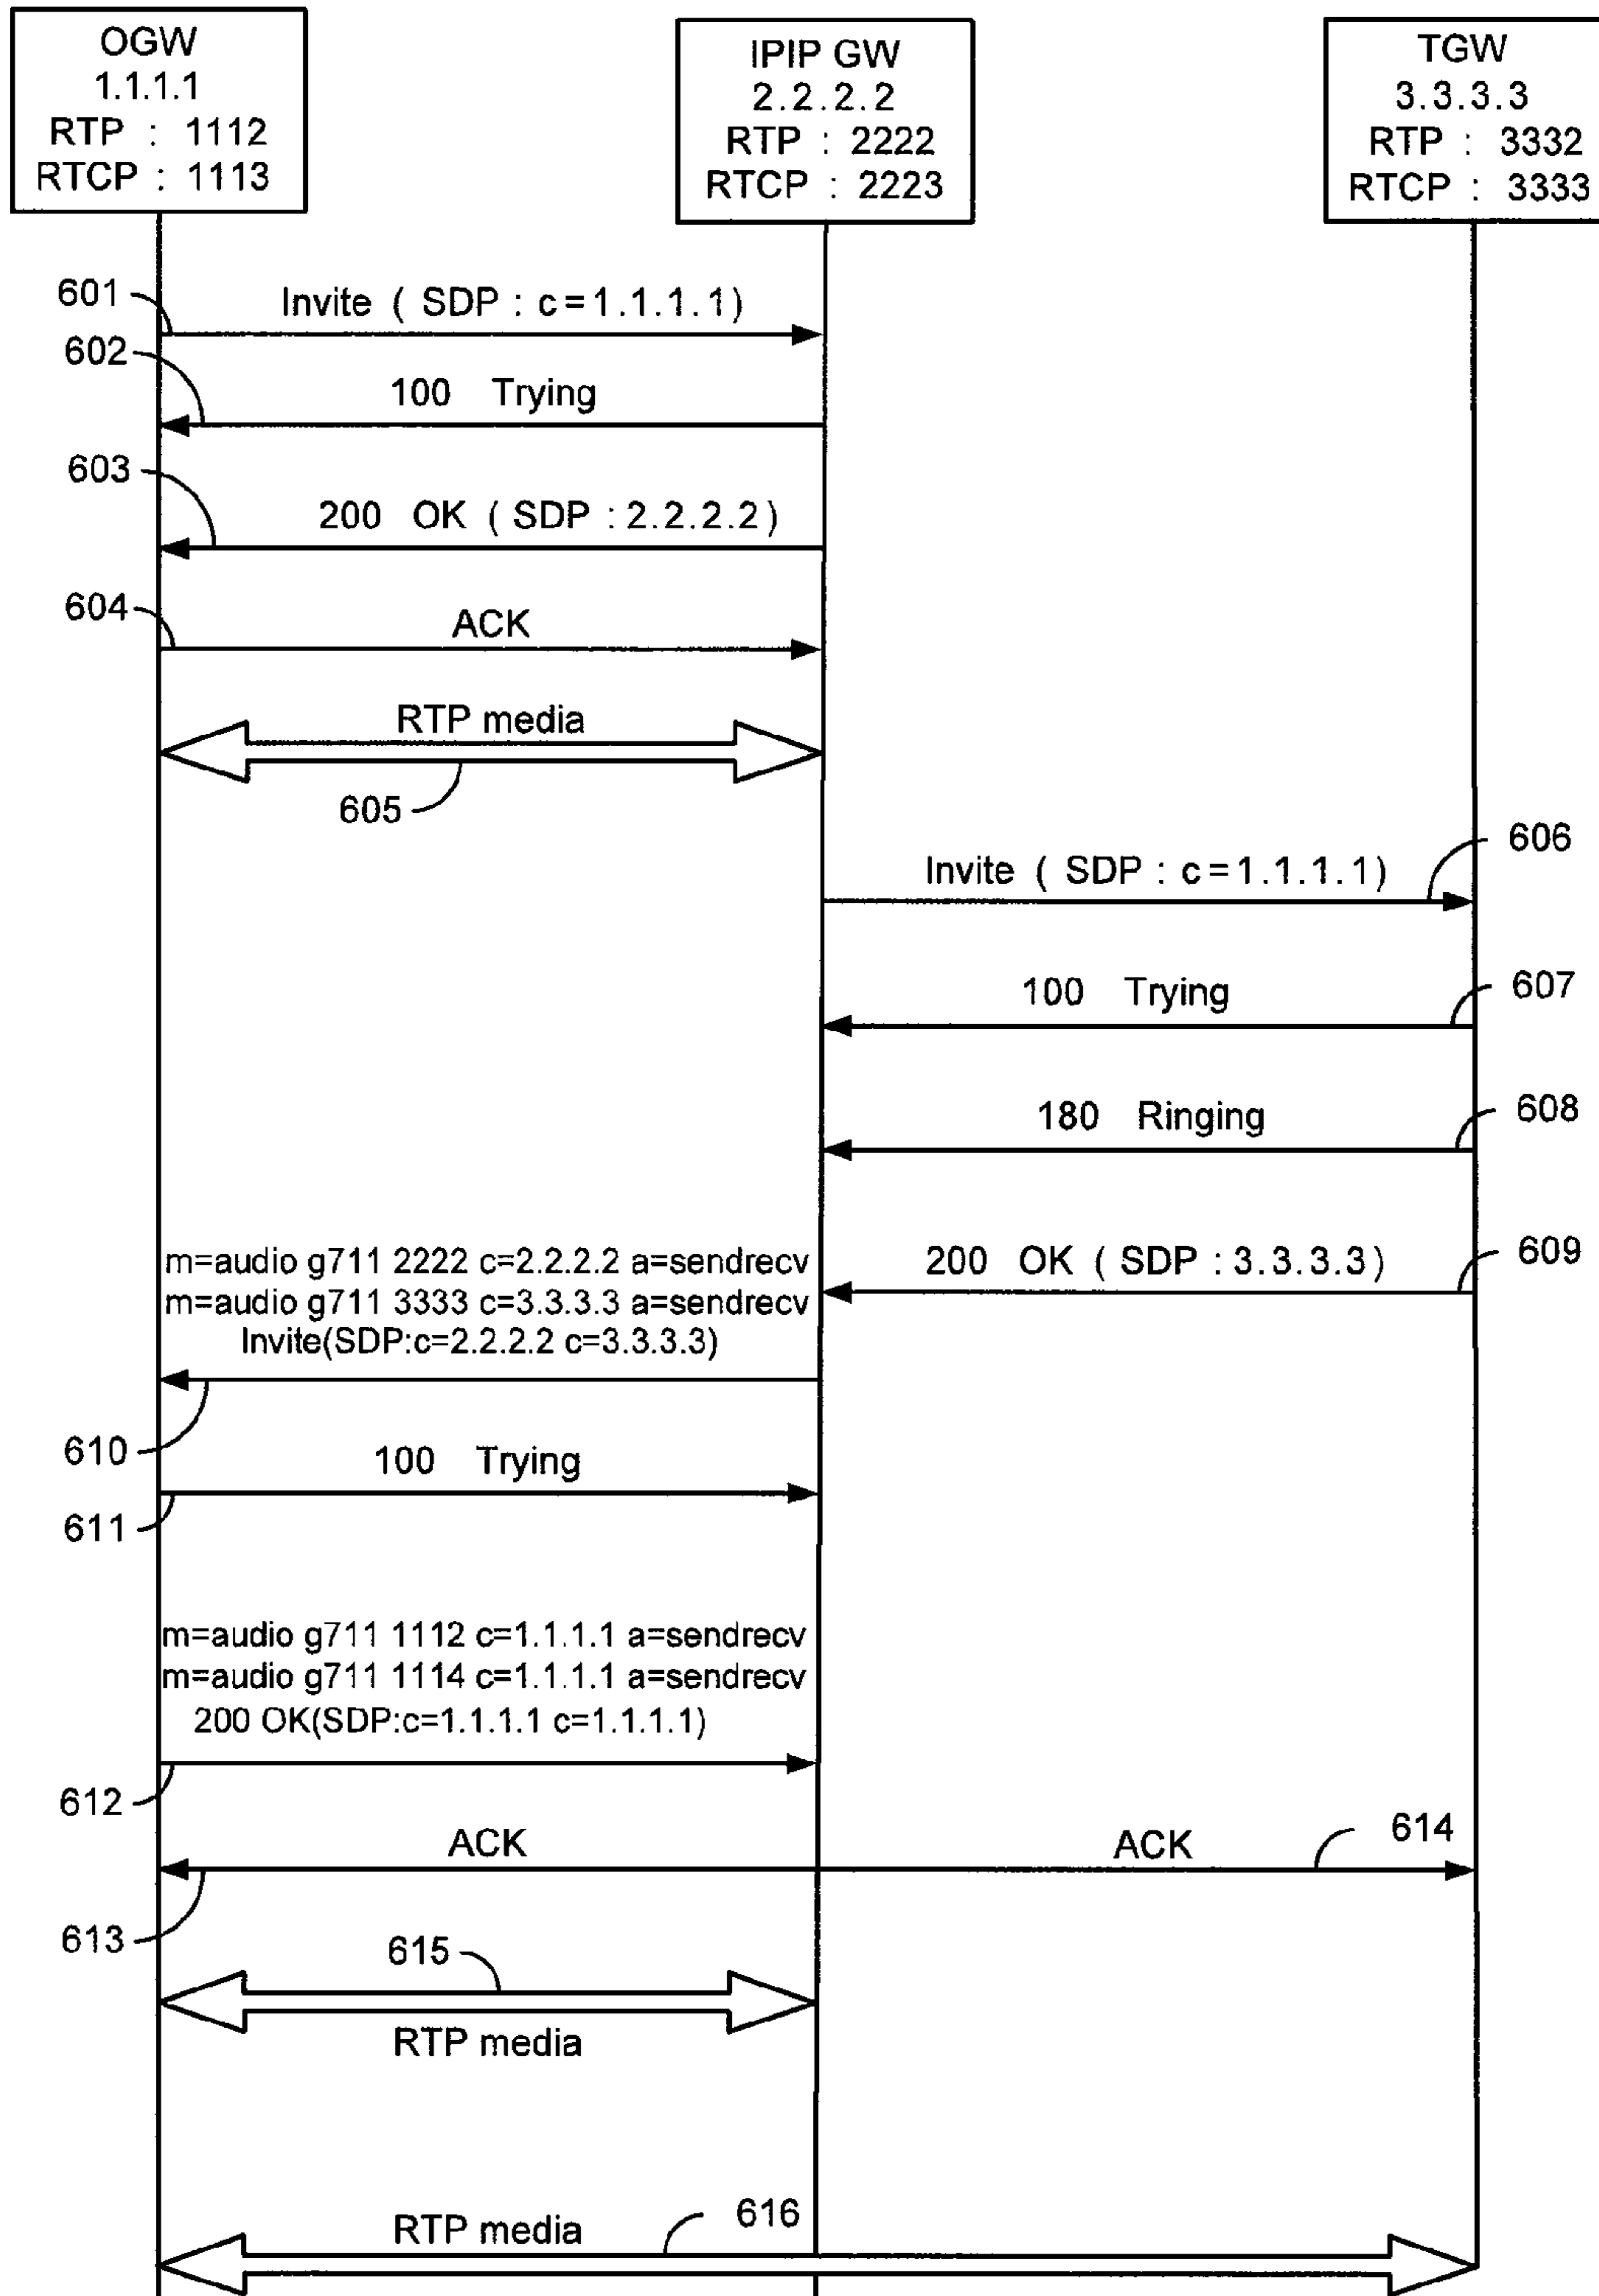 OGW
1.1.1.1
RTP : 1112
RTCP : 1113
IPIP GW
2.2.2.2
RTP : 2222
RTCP : 2223
TGW
3.3.3.3
RTP : 3332
RTCP : 3333
601
Invite ( SDP : c=1.1.1.1)
602
100 Trying
603
200 OK ( SDP : 2.2.2.2 )
604
ACK
RTP media
605
606
Invite ( SDP : c=1.1.1.1)
607
100 Trying
608
180 Ringing
609
200 OK ( SDP : 3.3.3.3 )
m=audio g711 2222 c=2.2.2.2 a=sendrecv
m=audio g711 3333 c=3.3.3.3 a=sendrecv
Invite(SDP:c=2.2.2.2 c=3.3.3.3)
610
100 Trying
611
m=audio g711 1112 c=1.1.1.1 a=sendrecv
m=audio g711 1114 c=1.1.1.1 a=sendrecv
200 OK(SDP:c=1.1.1.1 c=1.1.1.1)
612
ACK
613
ACK
614
615
RTP media
RTP media
616